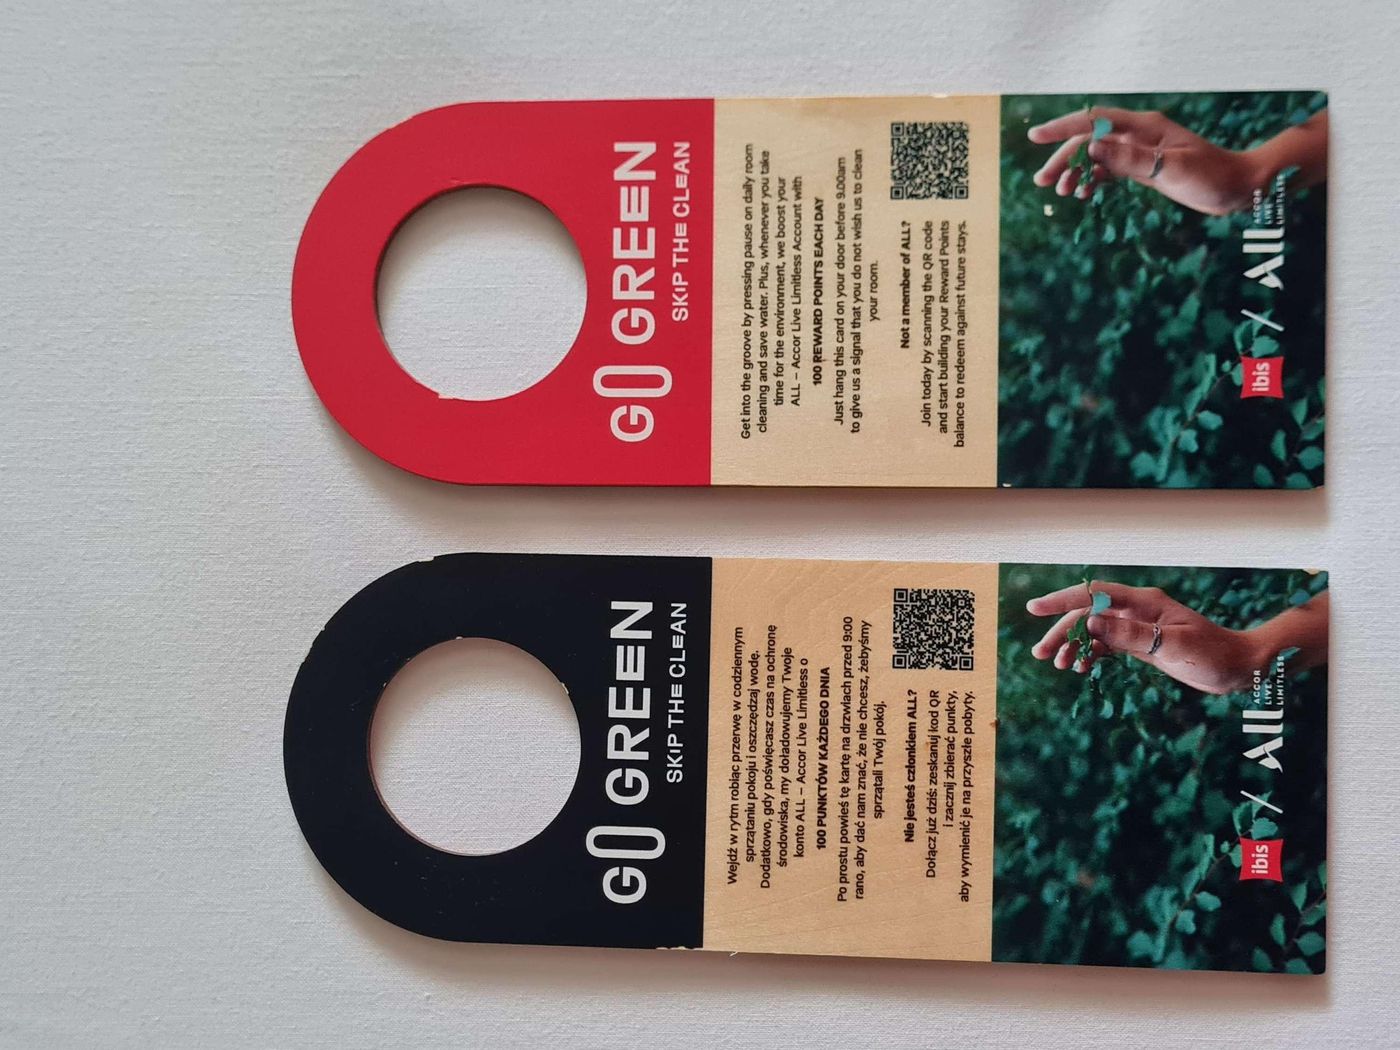 GO GREEN
SKIP THE CLEAN
Wejdź w rytm robiąc przerwę w codziennym
sprzątaniu pokoju i oszczędzaj wodę.
Dodatkowo, gdy poświęcasz czas na ochronę
środowiska, my doładowujemy Twoje
konto ALL – Accor Live Limitless o
100 PUNKTÓW KAŻDEGO DNIA
Po prostu powieś tę kartę na drzwiach przed 9:00
rano, aby dać nam znać, że nie chcesz, żebyśmy
sprzątali Twój pokój.
Nie jesteś członkiem ALL?
Dołącz już dziś: zeskanuj kod QR
i zacznij zbierać punkty,
aby wymienić je na przyszłe pobyty.
ibis / ALL ACCOR
LIVE
LIMITLESS
GO GREEN
SKIP THE CLEAN
Get into the groove by pressing pause on daily room
cleaning and save water. Plus, whenever you take
time for the environment, we boost your
ALL – Accor Live Limitless Account with
100 REWARD POINTS EACH DAY
Just hang this card on your door before 9.00am
to give us a signal that you do not wish us to clean
your room.
Not a member of ALL?
Join today by scanning the QR code
and start building your Reward Points
balance to redeem against future stays.
ibis / ALL ACCOR
LIVE
LIMITLESS